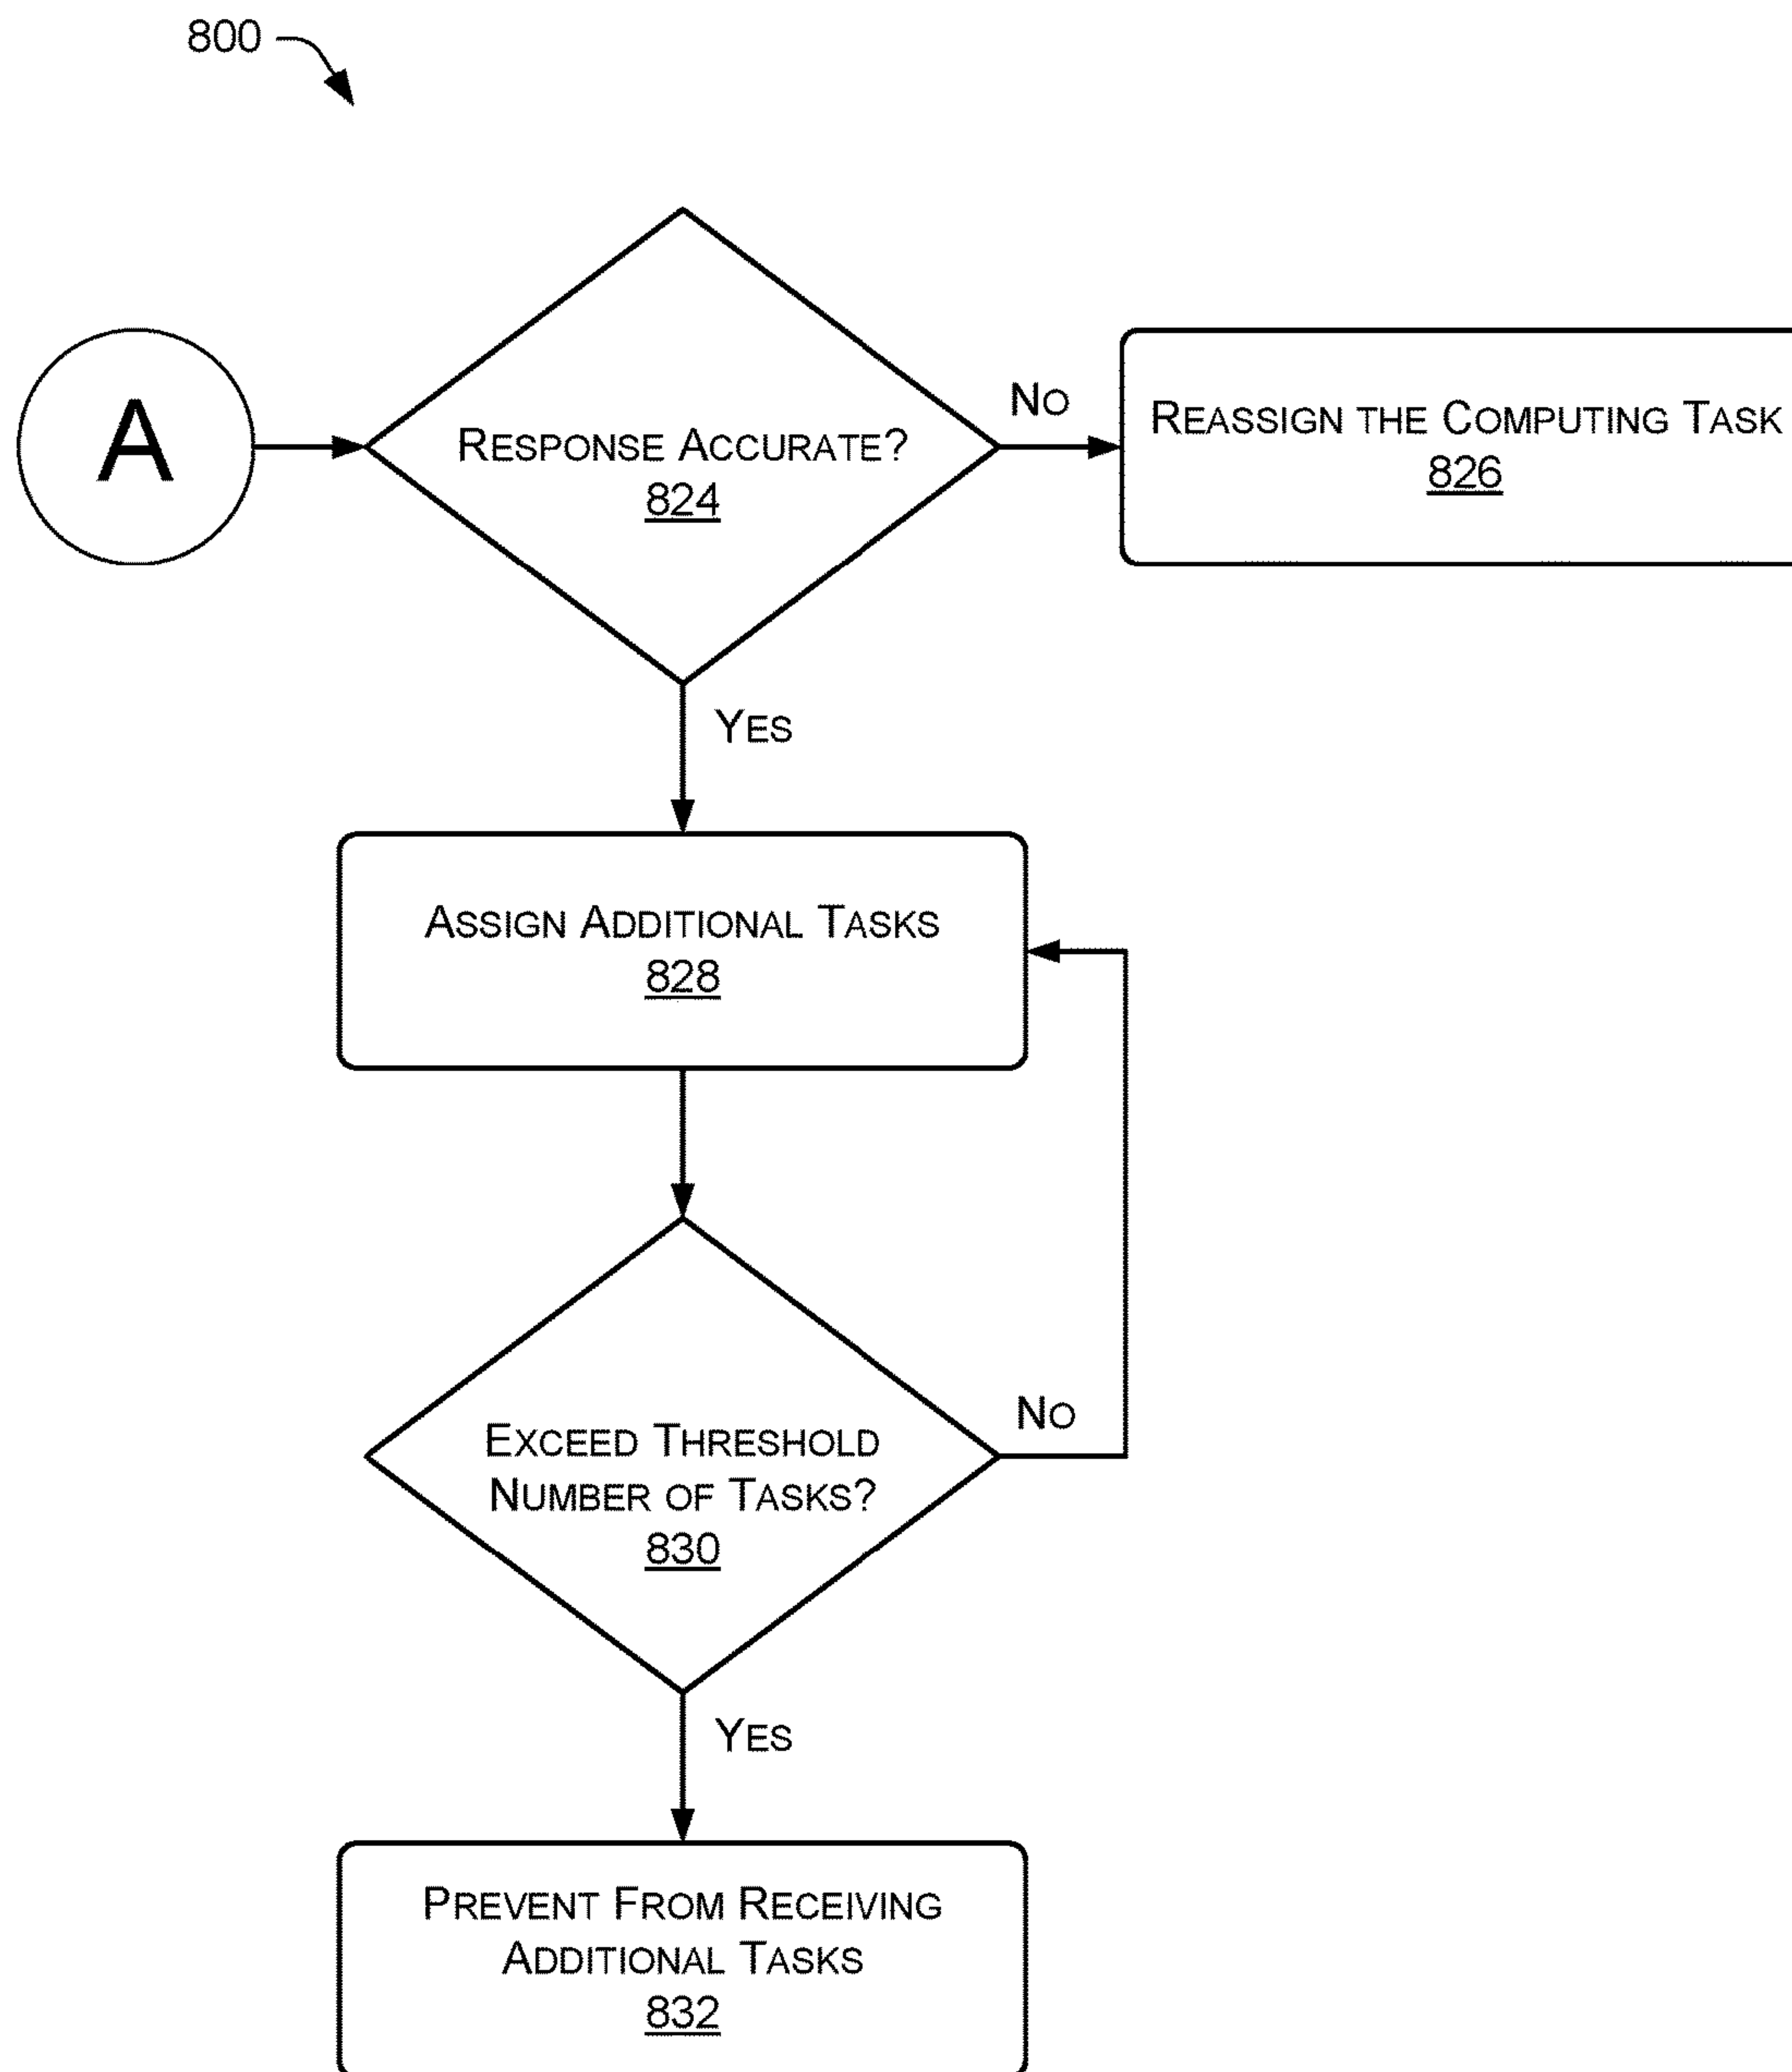 800
A
Response Accurate?
824
No
Reassign the Computing Task
826
Yes
Assign Additional Tasks
828
No
Exceed Threshold
Number of Tasks?
830
Yes
Prevent From Receiving
Additional Tasks
832